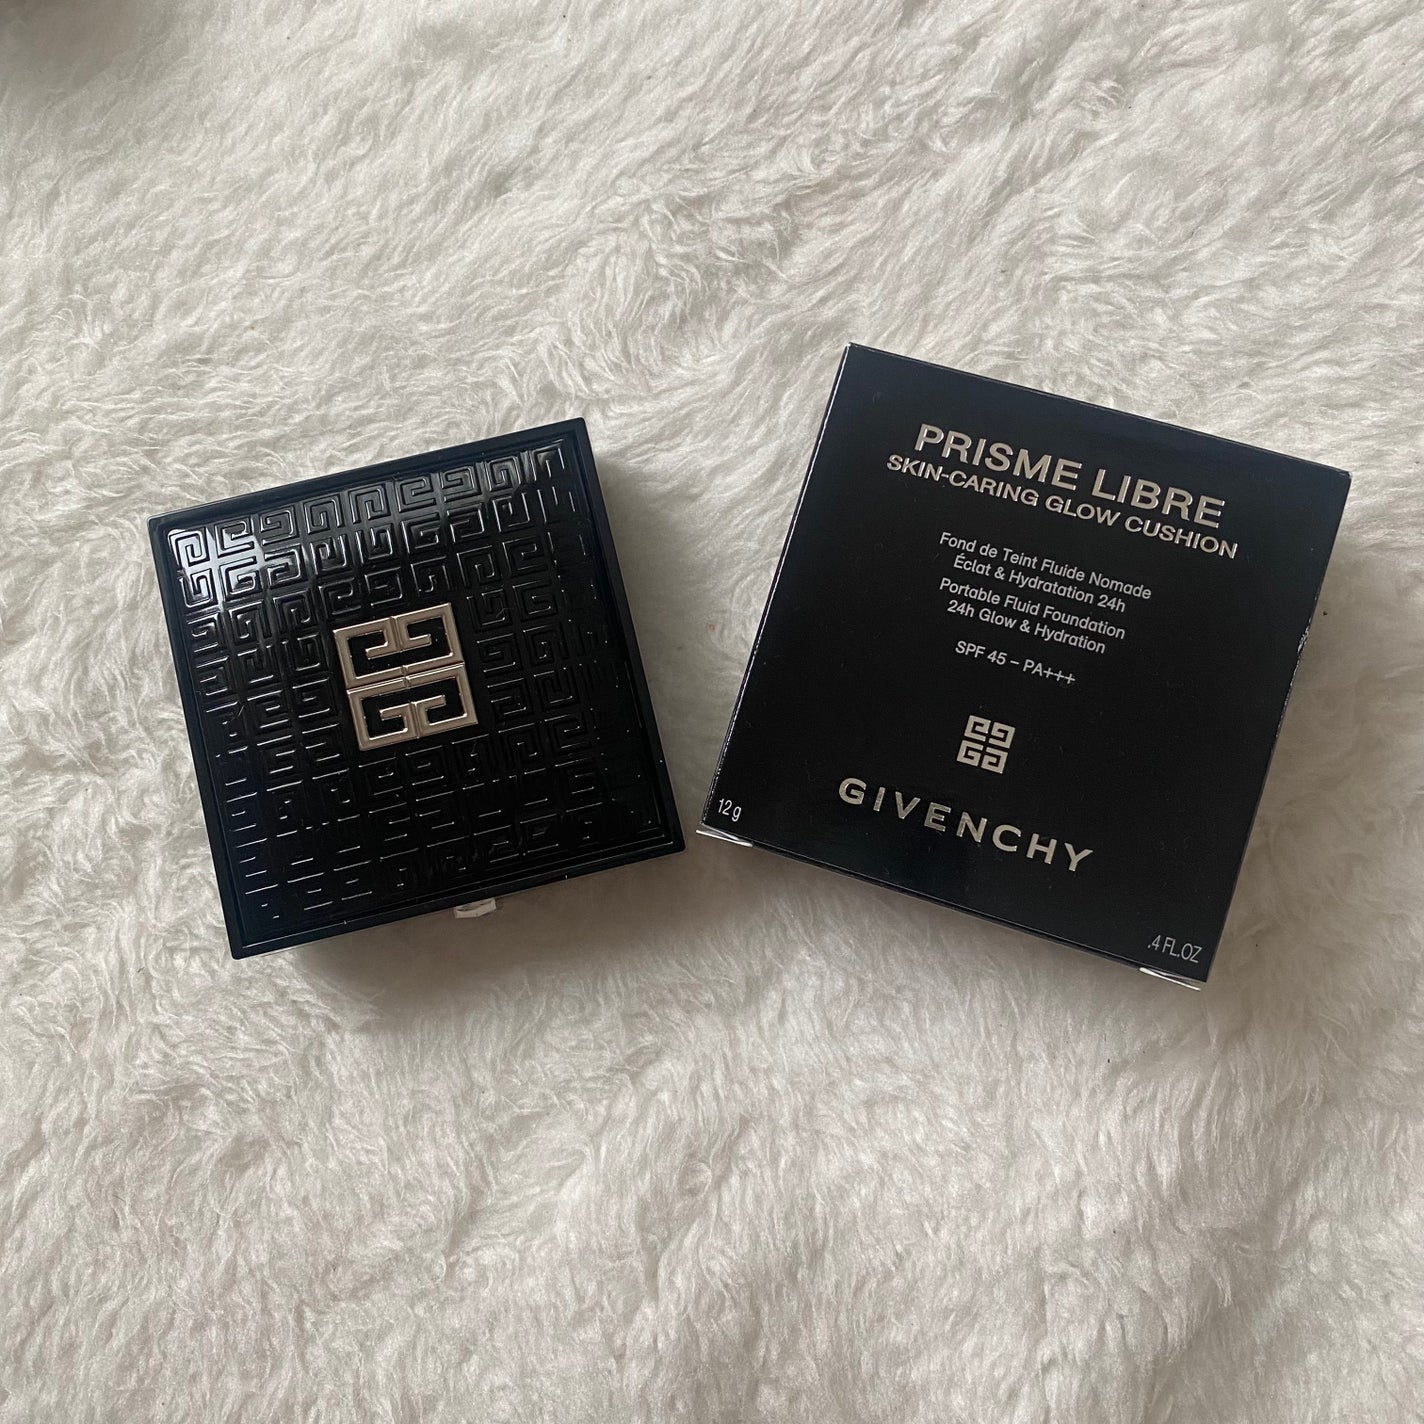 PRISME LIBRE
SKIN-CARING GLOW CUSHION
Fond de Teint Fluide Nomade
Éclat & Hydratation 24h
Portable Fluid Foundation
24h Glow & Hydration
SPF 45 – PA+++
GIVENCHY
12 g
.4 FL.OZ